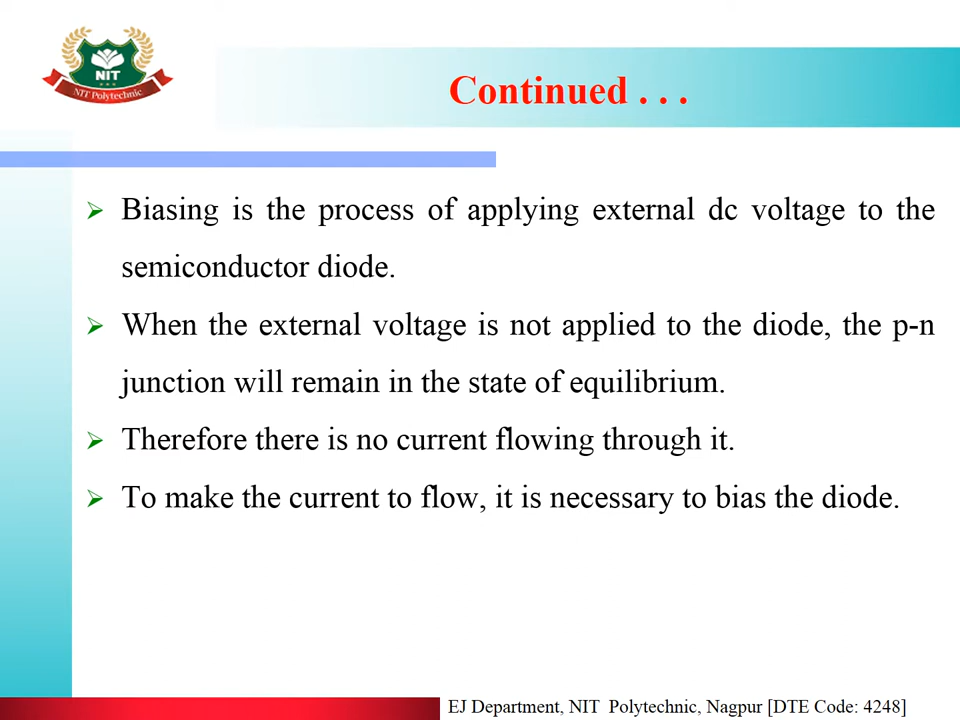 NIT
NIT Polytechnic
Continued . . .
Biasing is the process of applying external dc voltage to the
semiconductor diode.
When the external voltage is not applied to the diode, the p-n
junction will remain in the state of equilibrium.
Therefore there is no current flowing through it.
To make the current to flow, it is necessary to bias the diode.
EJ Department, NIT Polytechnic, Nagpur [DTE Code: 4248]